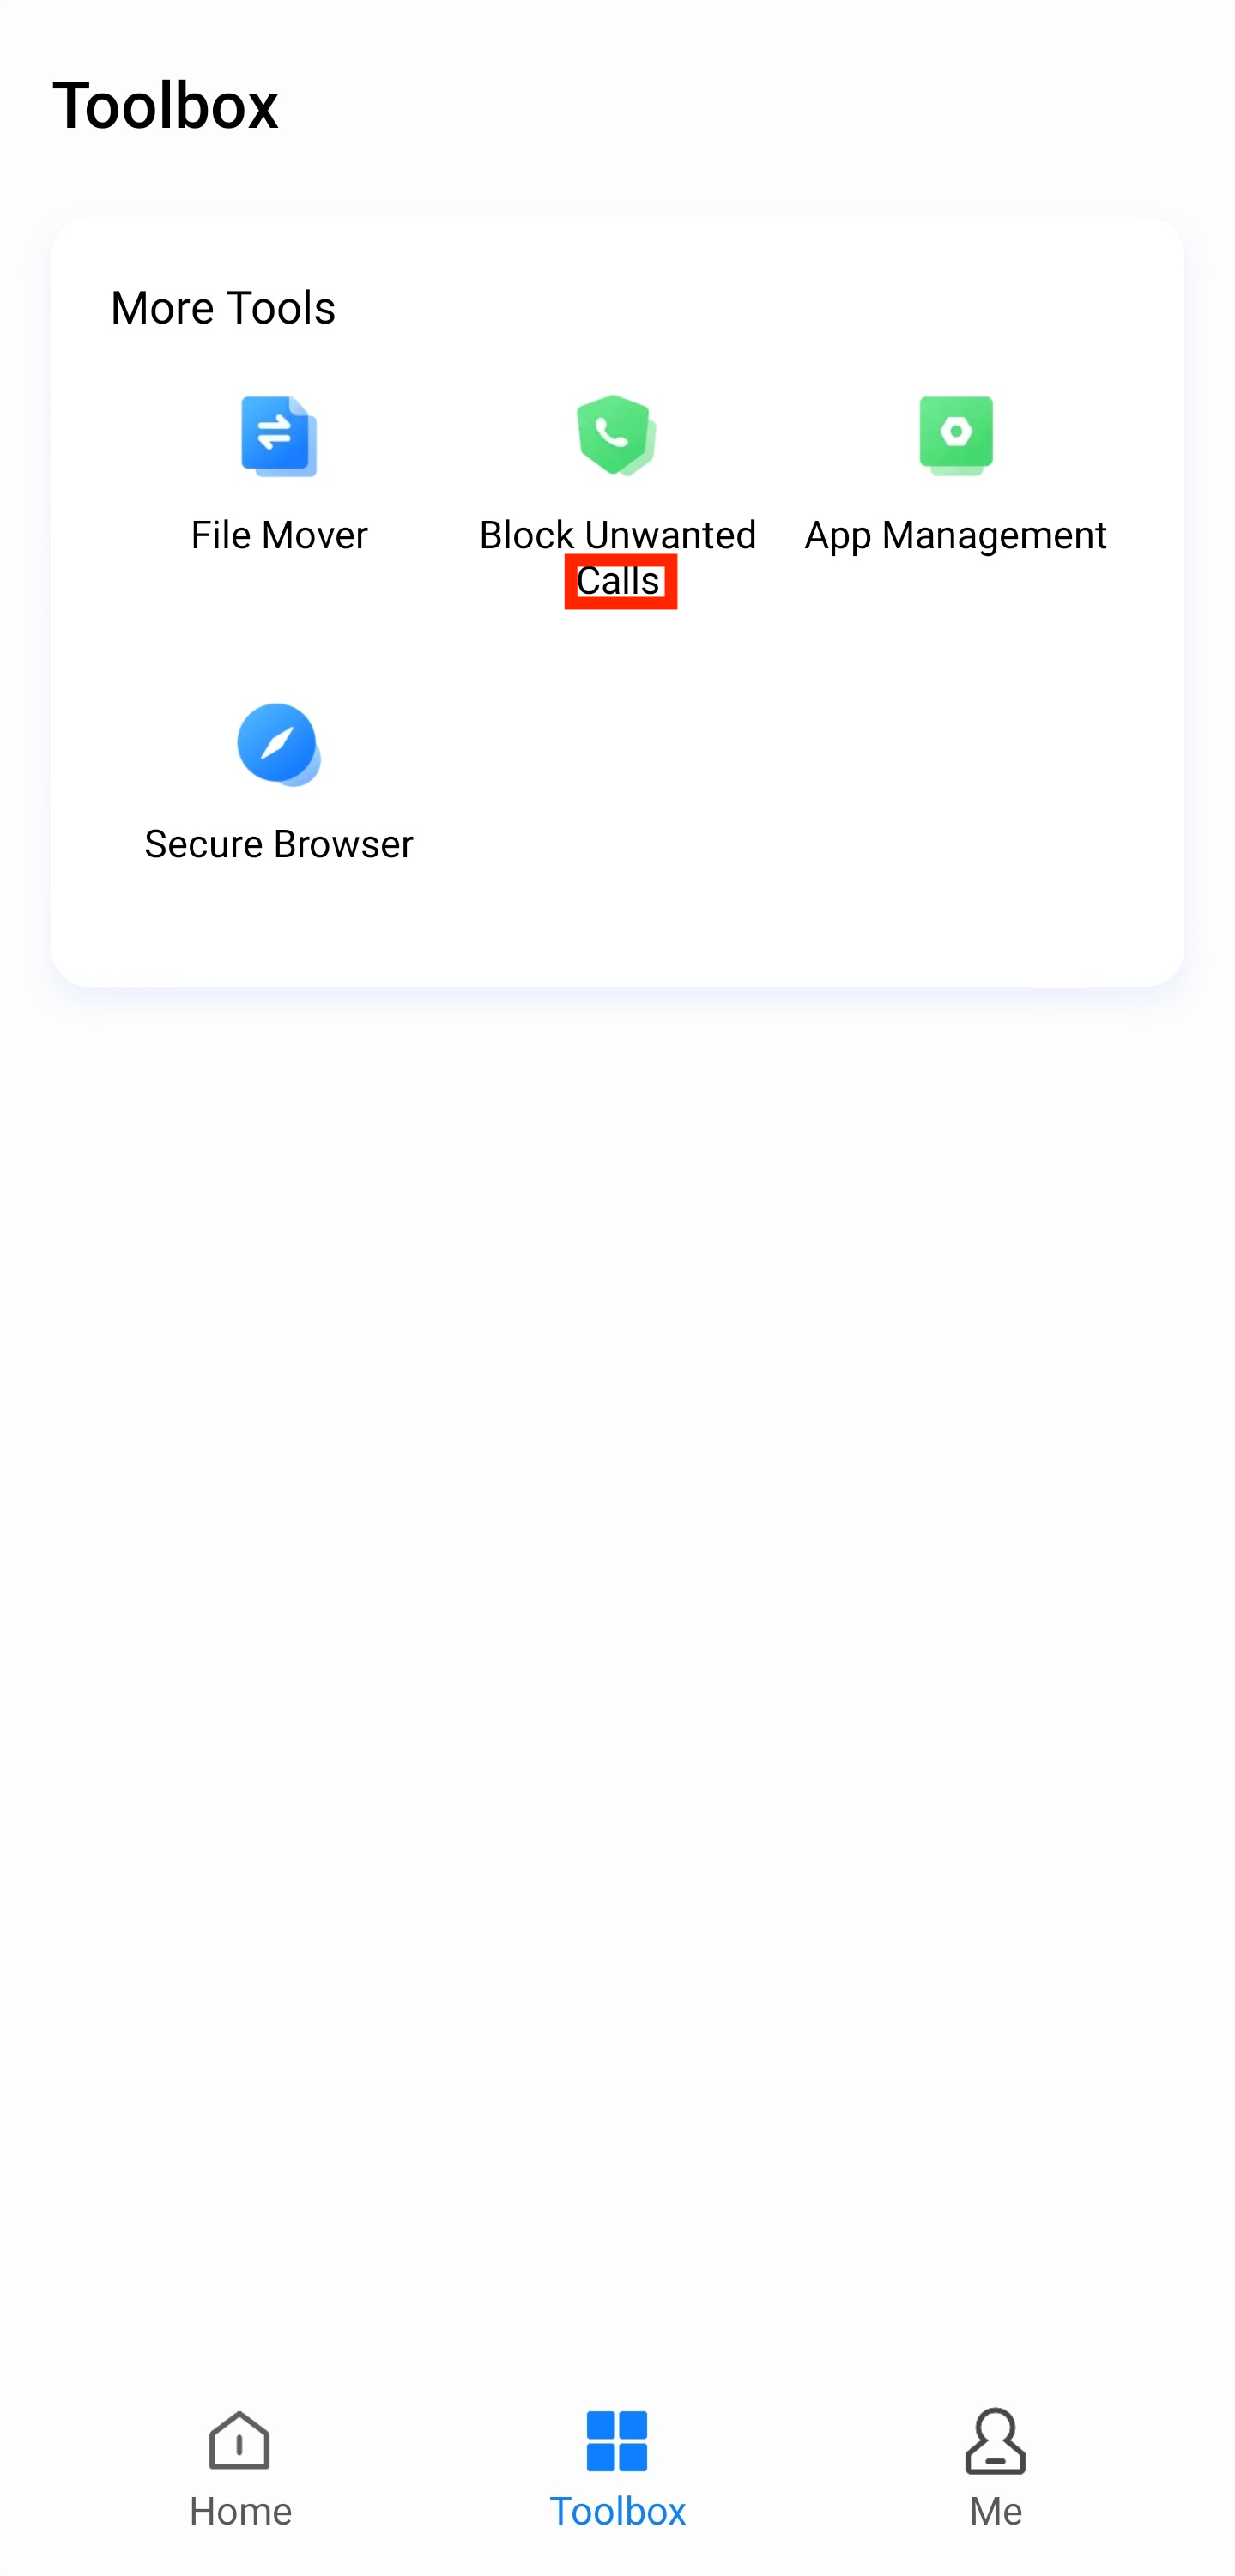 Toolbox
More Tools
File Mover
Block Unwanted
Calls
App Management
Secure Browser
Home
Toolbox
Me